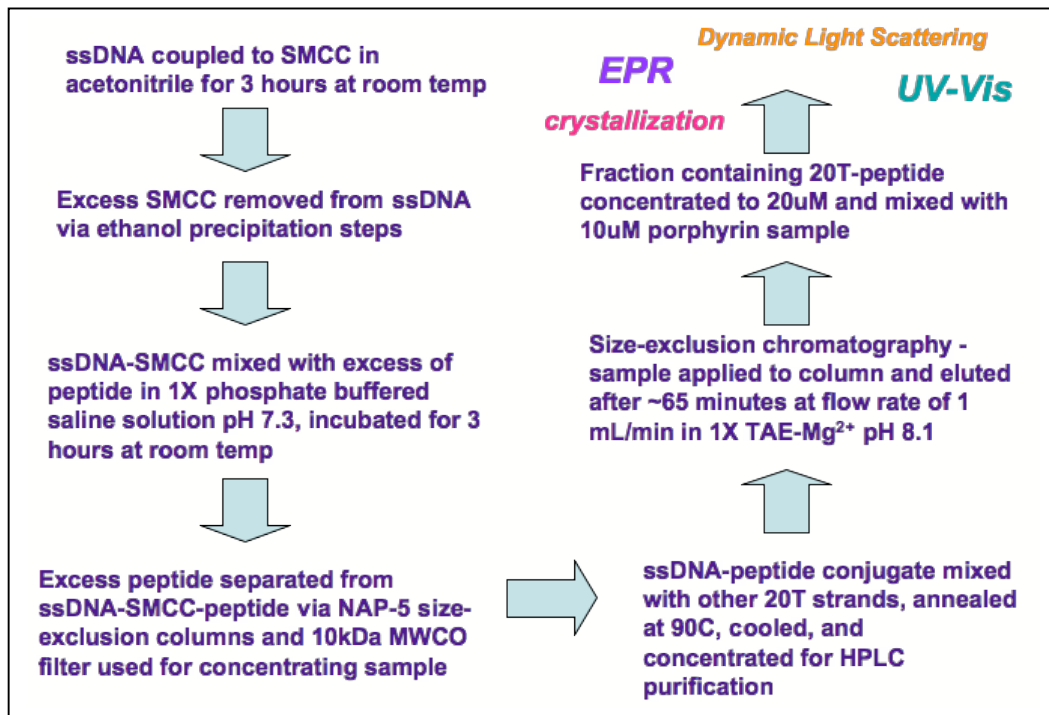 ssDNA coupled to SMCC in
acetonitrile for 3 hours at room temp
Excess SMCC removed from ssDNA
via ethanol precipitation steps
ssDNA-SMCC mixed with excess of
peptide in 1X phosphate buffered
saline solution pH 7.3, incubated for 3
hours at room temp
Excess peptide separated from
ssDNA-SMCC-peptide via NAP-5 size-
exclusion columns and 10kDa MWCO
filter used for concentrating sample
ssDNA-peptide conjugate mixed
with other 20T strands, annealed
at 90C, cooled, and
concentrated for HPLC
purification
Size-exclusion chromatography -
sample applied to column and eluted
after ~65 minutes at flow rate of 1
mL/min in 1X TAE-Mg²⁺ pH 8.1
Fraction containing 20T-peptide
concentrated to 20uM and mixed with
10uM porphyrin sample
Dynamic Light Scattering
EPR
UV-Vis
crystallization